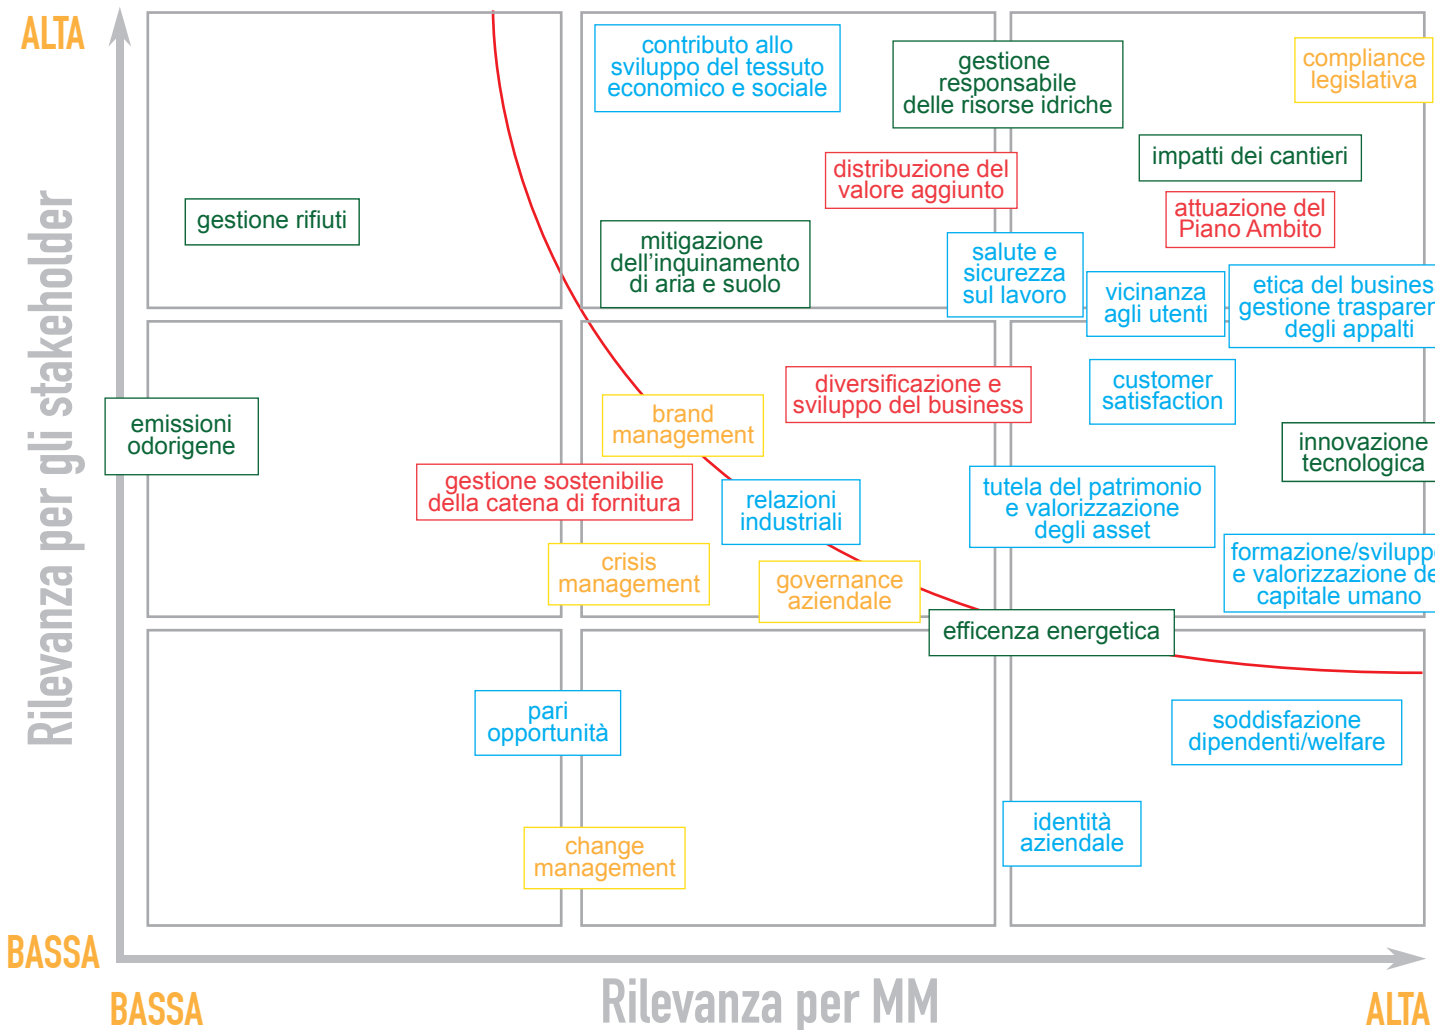 ALTA
Rilevanza per gli stakeholder
contributo allo
sviluppo del tessuto
economico e sociale
gestione
responsabile
delle risorse idriche
compliance
legislativa
impatti dei cantieri
distribuzione del
valore aggiunto
attuazione del
Piano Ambito
gestione rifiuti
mitigazione
dell’inquinamento
di aria e suolo
salute e
sicurezza
sul lavoro
vicinanza
agli utenti
etica del busines
gestione trasparen
degli appalti
diversificazione e
sviluppo del business
customer
satisfaction
brand
management
emissioni
odorigene
innovazione
tecnologica
gestione sostenibilie
della catena di fornitura
relazioni
industriali
tutela del patrimonio
e valorizzazione
degli asset
crisis
management
governance
aziendale
formazione/svilupp
e valorizzazione de
capitale umano
efficenza energetica
pari
opportunità
soddisfazione
dipendenti/welfare
identità
aziendale
change
management
BASSA
BASSA
Rilevanza per MM
ALTA